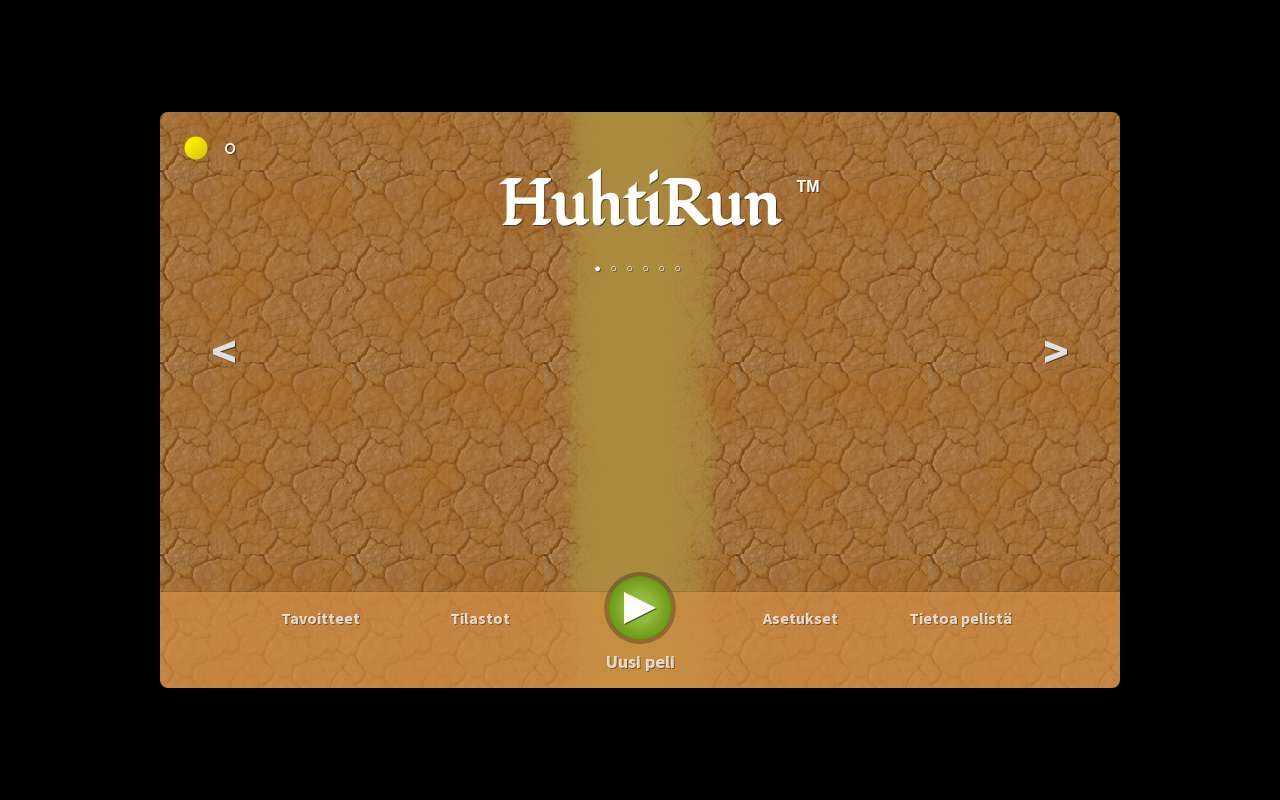 0
HuhtiRun ™
<
>
Tavoitteet
Tilastot
Asetukset
Tietoa pelistä
Uusi peli